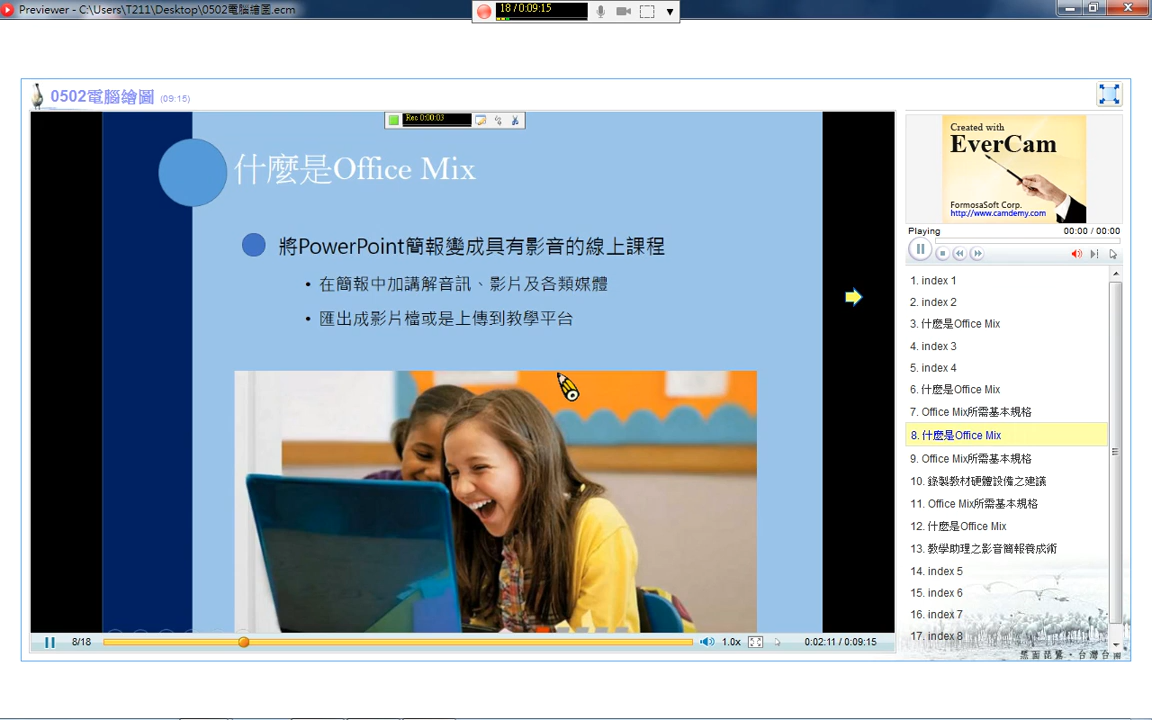 Previewer - C:\Users\T211\Desktop\0502電腦繪圖.ecm
18 / 0:09:15
0502電腦繪圖 (09:15)
Rec 0:00:03
什麼是Office Mix
將PowerPoint簡報變成具有影音的線上課程
• 在簡報中加講解音訊、影片及各類媒體
• 匯出成影片檔或是上傳到教學平台
8/18
1.0x
0:02:11 / 0:09:15
Created with
EverCam
FormosaSoft Corp.
http://www.camdemy.com
Playing
00:00 / 00:00
1. index 1
2. index 2
3. 什麼是Office Mix
4. index 3
5. index 4
6. 什麼是Office Mix
7. Office Mix所需基本規格
8. 什麼是Office Mix
9. Office Mix所需基本規格
10. 錄製教材硬體設備之建議
11. Office Mix所需基本規格
12. 什麼是Office Mix
13. 教學助理之影音簡報養成術
14. index 5
15. index 6
16. index 7
17. index 8
黑面琵鷺・台灣台南